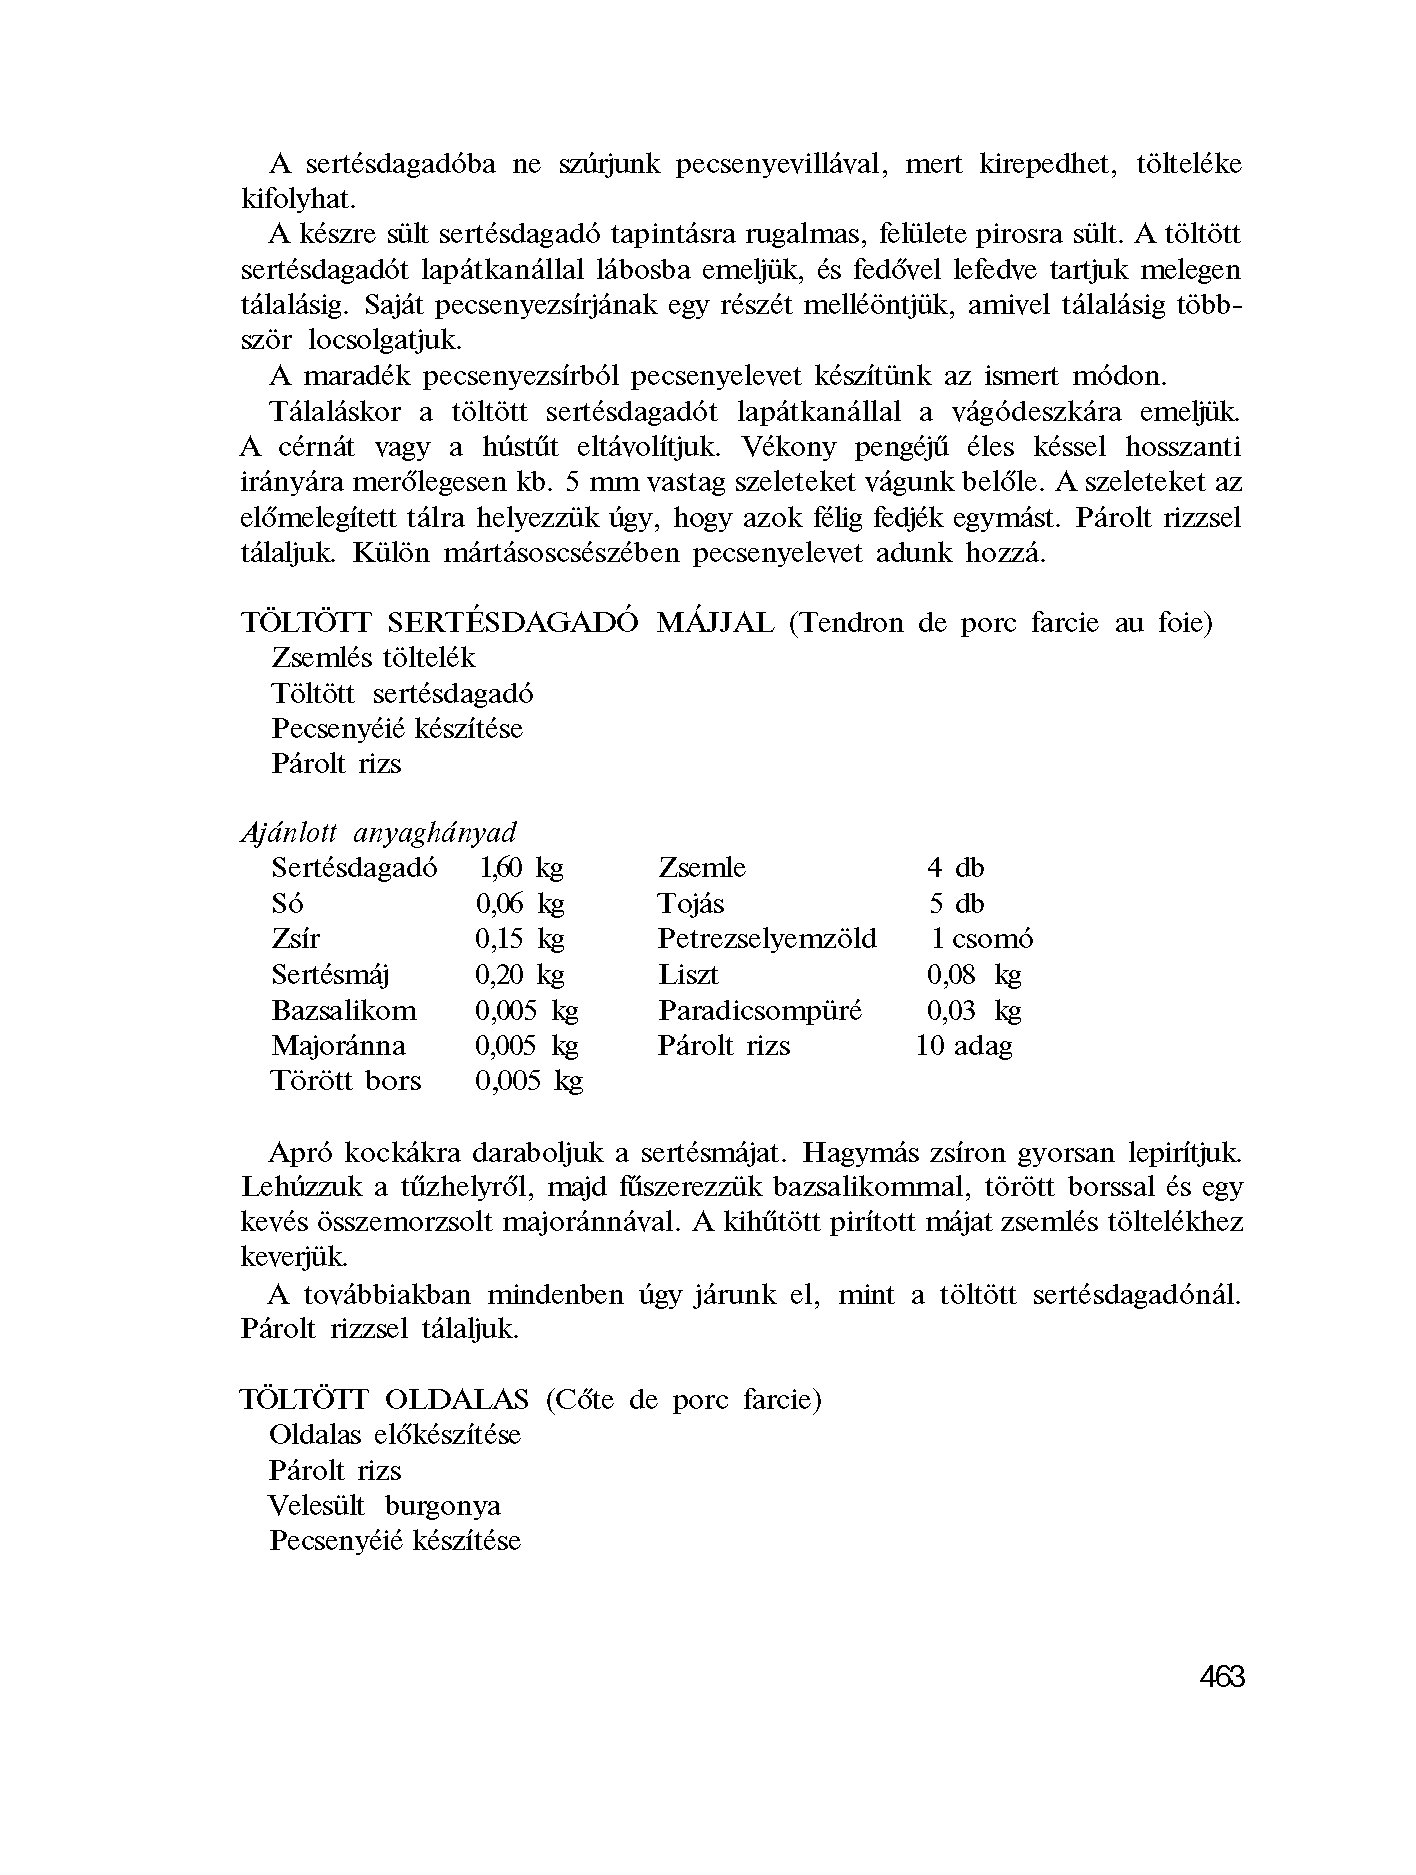 A sertésdagadóba ne szúrjunk pecsenyevillával, mert kirepedhet, tölteléke
kifolyhat.
A készre sült sertésdagadó tapintásra rugalmas, felülete pirosra sült. A töltött
sertésdagadót lapátkanállal lábosba emeljük, és fedővel lefedve tartjuk melegen
tálalásig. Saját pecsenyezsírjának egy részét melléöntjük, amivel tálalásig több-
ször locsolgatjuk.
A maradék pecsenyezsírból pecsenyelevet készítünk az ismert módon.
Tálaláskor a töltött sertésdagadót lapátkanállal a vágódeszkára emeljük.
A cérnát vagy a hústűt eltávolítjuk. Vékony pengéjű éles késsel hosszanti
irányára merőlegesen kb. 5 mm vastag szeleteket vágunk belőle. A szeleteket az
előmelegített tálra helyezzük úgy, hogy azok félig fedjék egymást. Párolt rizzsel
tálaljuk. Külön mártásoscsészében pecsenyelevet adunk hozzá.
TÖLTÖTT SERTÉSDAGADÓ MÁJJAL (Tendron de porc farcie au foie)
Zsemlés töltelék
Töltött sertésdagadó
Pecsenyéié készítése
Párolt rizs
Ajánlott anyaghányad
Sertésdagadó 1,60 kg Zsemle 4 db
Só 0,06 kg Tojás 5 db
Zsír 0,15 kg Petrezselyemzöld 1 csomó
Sertésmáj 0,20 kg Liszt 0,08 kg
Bazsalikom 0,005 kg Paradicsompüré 0,03 kg
Majoránna 0,005 kg Párolt rizs 10 adag
Törött bors 0,005 kg
Apró kockákra daraboljuk a sertésmájat. Hagymás zsíron gyorsan lepirítjuk.
Lehúzzuk a tűzhelyről, majd fűszerezzük bazsalikommal, törött borssal és egy
kevés összemorzsolt majoránnával. A kihűtött pirított májat zsemlés töltelékhez
keverjük.
A továbbiakban mindenben úgy járunk el, mint a töltött sertésdagadónál.
Párolt rizzsel tálaljuk.
TÖLTÖTT OLDALAS (Cőte de porc farcie)
Oldalas előkészítése
Párolt rizs
Velesült burgonya
Pecsenyéié készítése
463